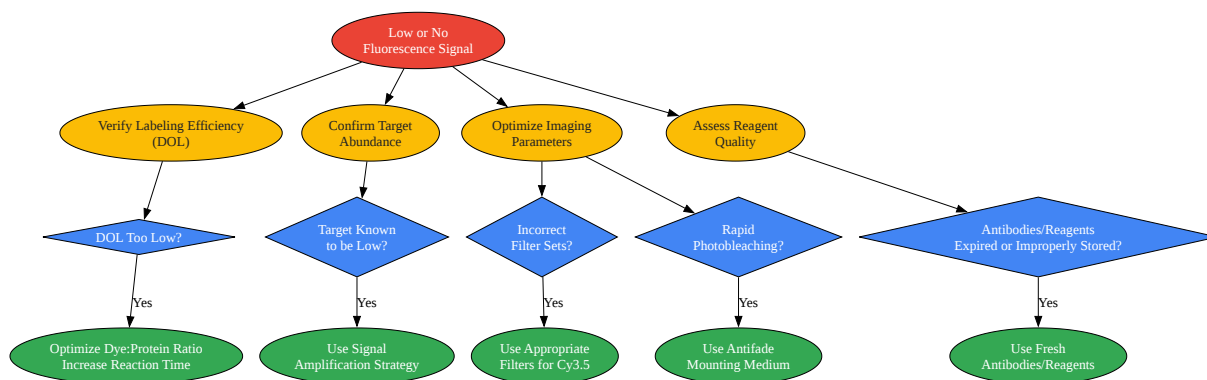 Low or No
Fluorescence Signal
Verify Labeling Efficiency
(DOL)
Confirm Target
Abundance
Optimize Imaging
Parameters
Assess Reagent
Quality
DOL Too Low?
Target Known
to be Low?
Incorrect
Filter Sets?
Rapid
Photobleaching?
Antibodies/Reagents
Expired or Improperly Stored?
Yes
Yes
Yes
Yes
Yes
Optimize Dye:Protein Ratio
Increase Reaction Time
Use Signal
Amplification Strategy
Use Appropriate
Filters for Cy3.5
Use Antifade
Mounting Medium
Use Fresh
Antibodies/Reagents